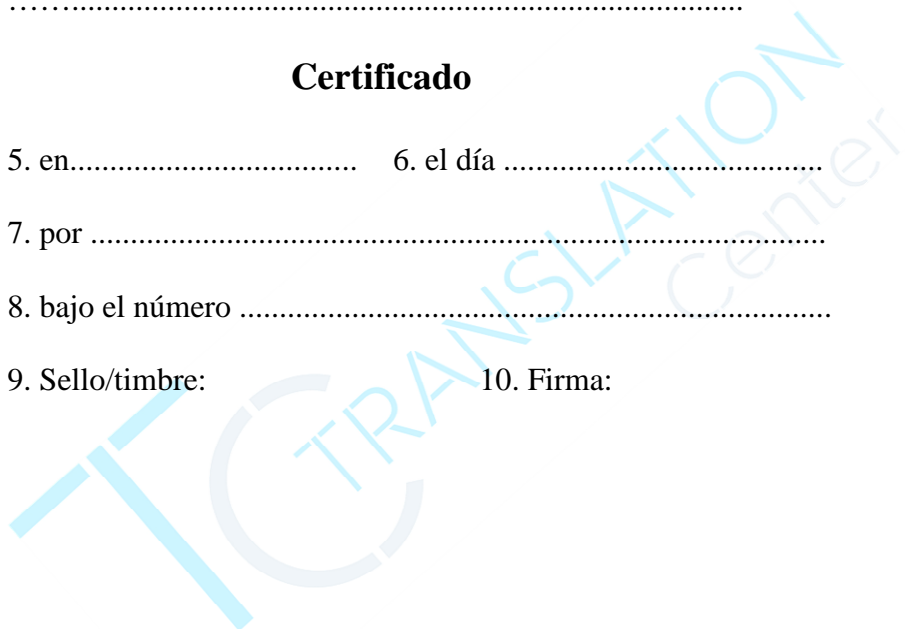 …….....................................................................................
Certificado
5. en.................................... 6. el día ........................................
7. por ............................................................................................
8. bajo el número ..........................................................................
9. Sello/timbre: 10. Firma:
TC TRANSLATION
Center